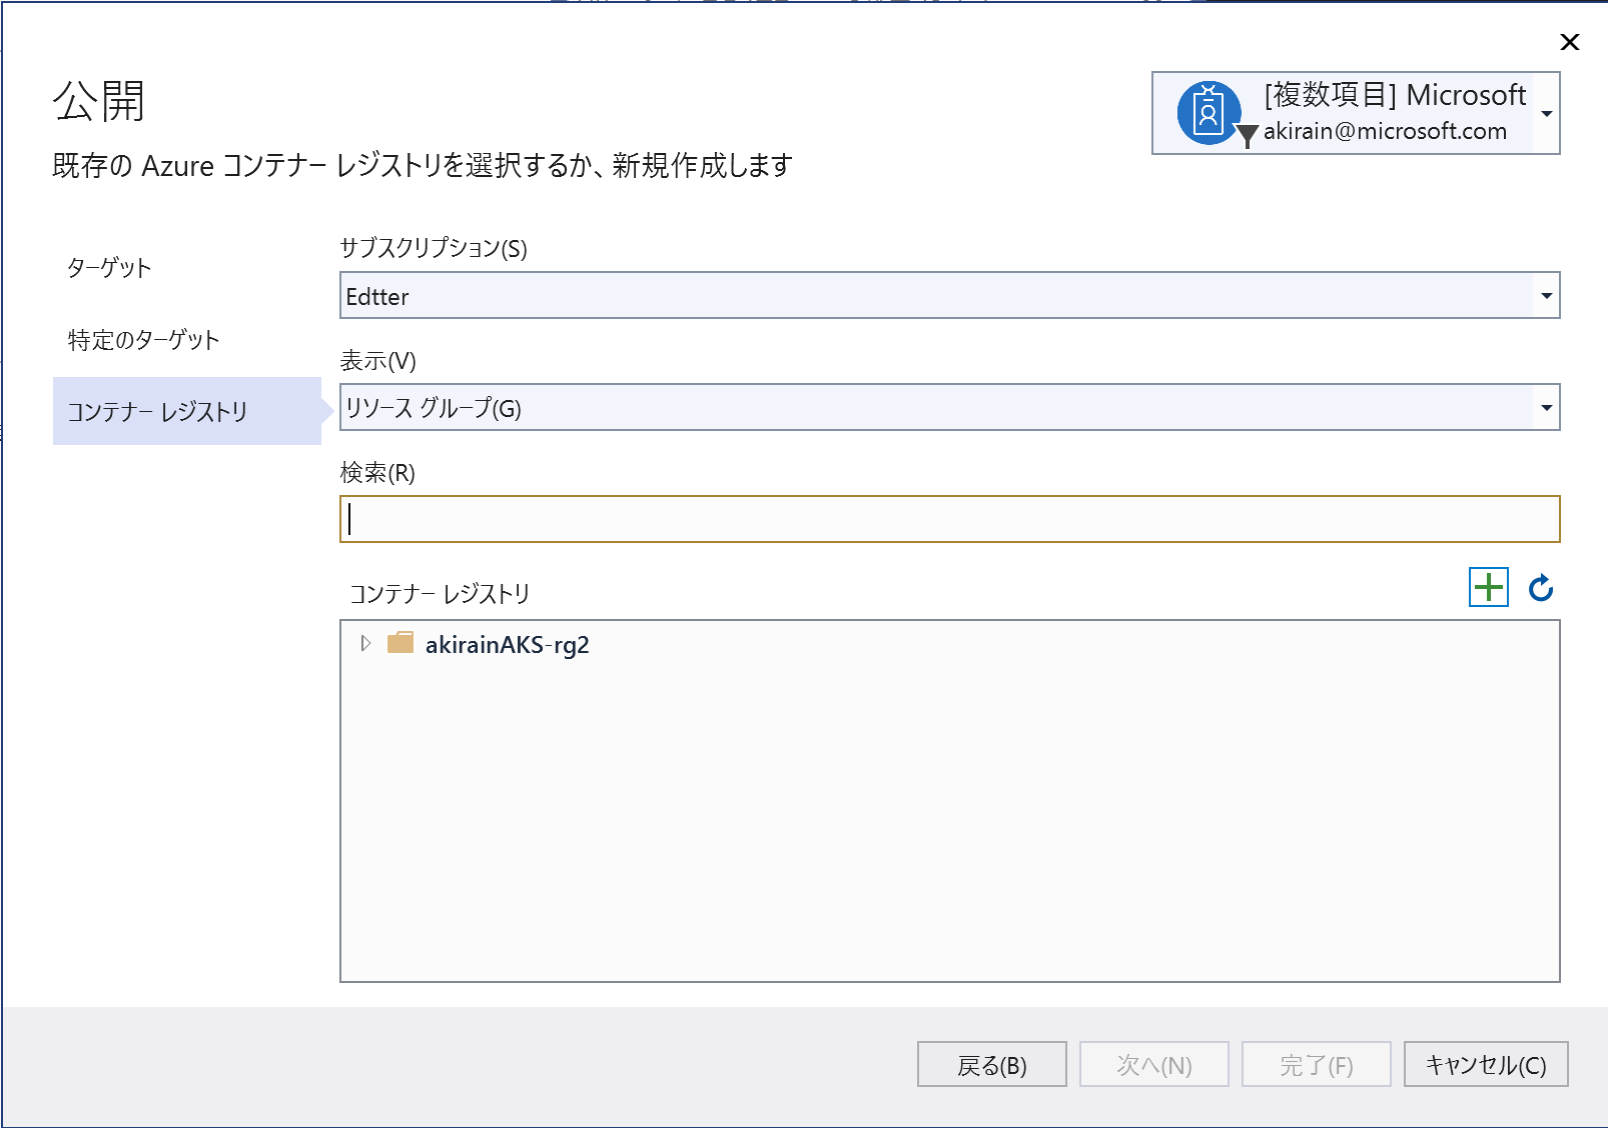 公開
[複数項目] Microsoft
akirain@microsoft.com
既存の Azure コンテナー レジストリを選択するか、新規作成します
ターゲット
特定のターゲット
コンテナー レジストリ
サブスクリプション(S)
Edtter
表示(V)
リソース グループ(G)
検索(R)
コンテナー レジストリ
akirainAKS-rg2
戻る(B)
次へ(N)
完了(F)
キャンセル(C)